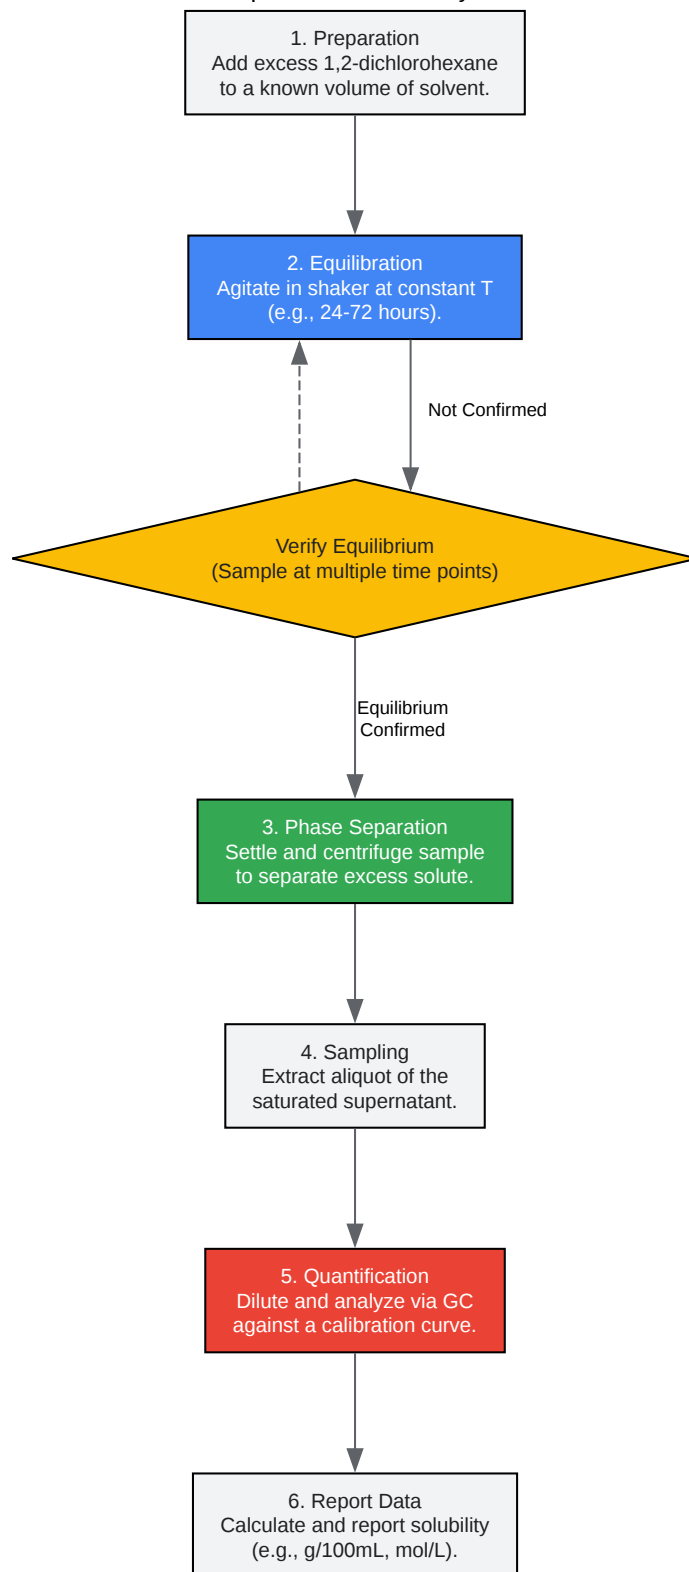 1. Preparation
Add excess 1,2-dichlorohexane
to a known volume of solvent.
2. Equilibration
Agitate in shaker at constant T
(e.g., 24-72 hours).
Not Confirmed
Verify Equilibrium
(Sample at multiple time points)
Equilibrium
Confirmed
3. Phase Separation
Settle and centrifuge sample
to separate excess solute.
4. Sampling
Extract aliquot of the
saturated supernatant.
5. Quantification
Dilute and analyze via GC
against a calibration curve.
6. Report Data
Calculate and report solubility
(e.g., g/100mL, mol/L).